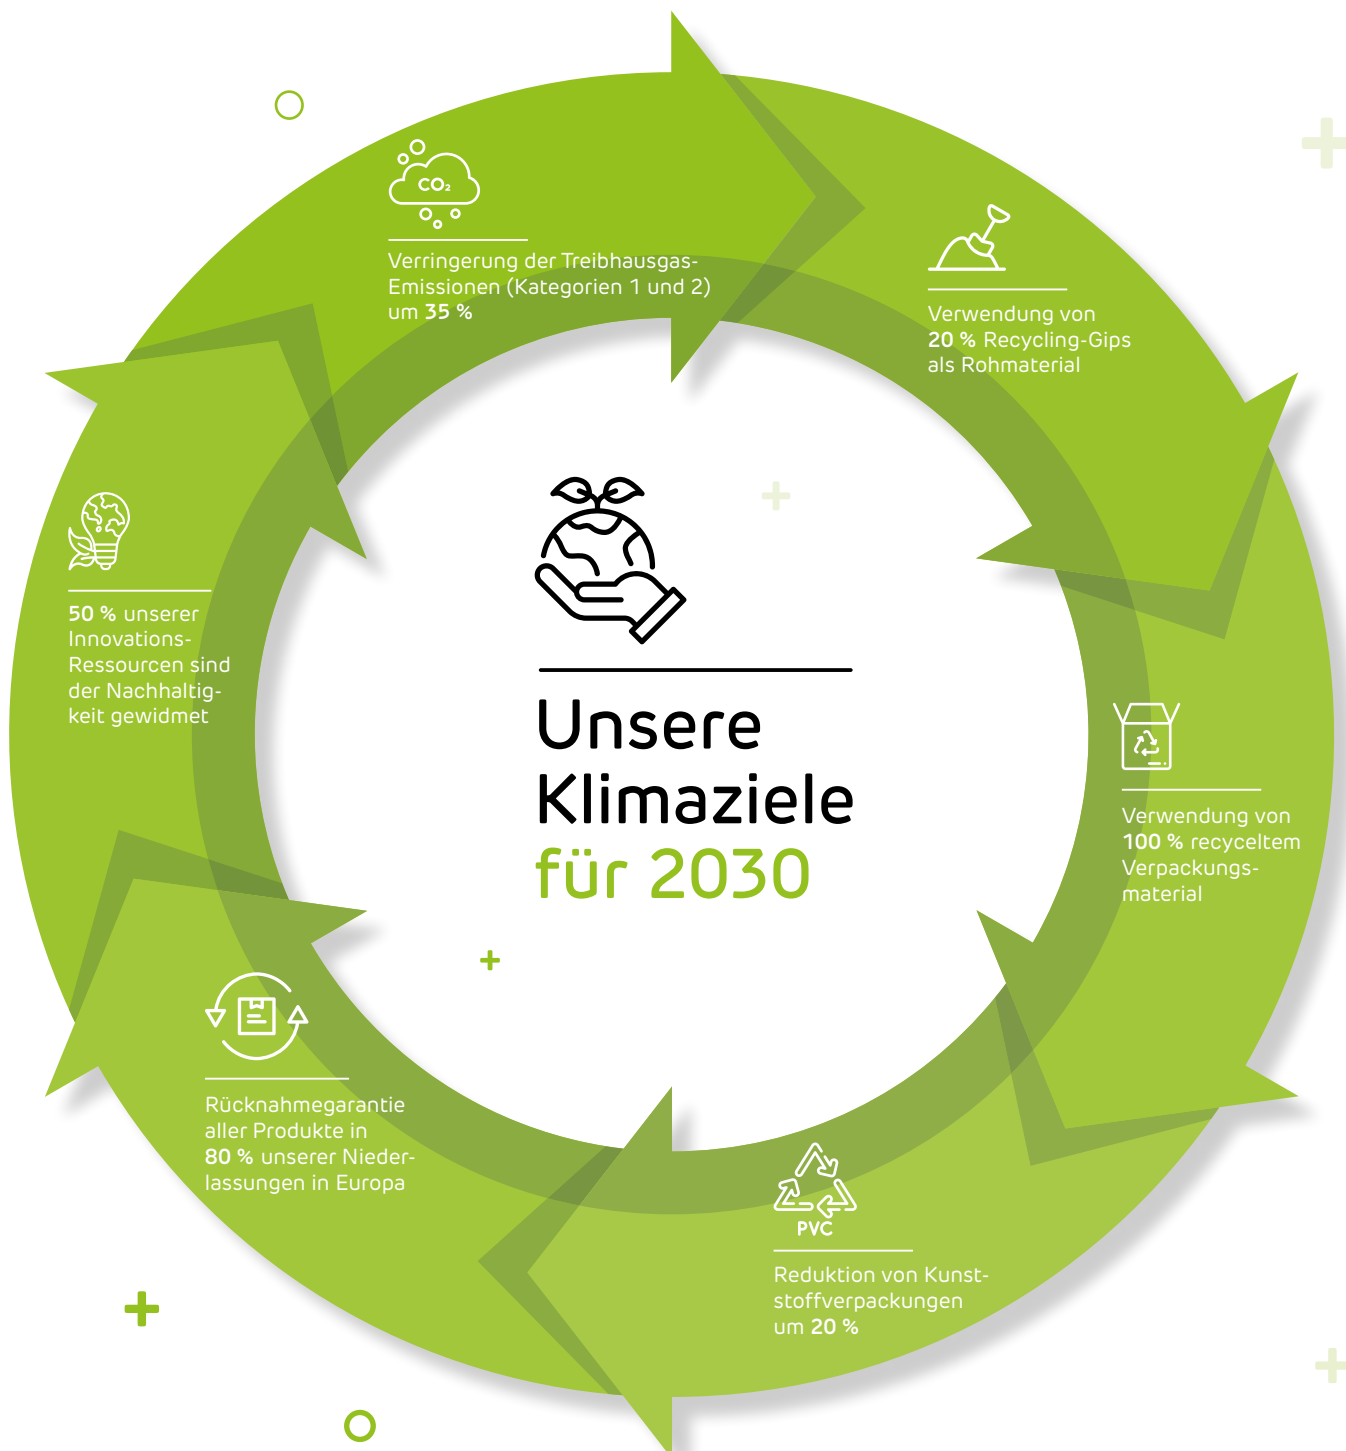 CO₂
Verringerung der Treibhausgas-
Emissionen (Kategorien 1 und 2)
um 35 %
Verwendung von
20 % Recycling-Gips
als Rohmaterial
Verwendung von
100 % recyceltem
Verpackungs-
material
PVC
Reduktion von Kunst-
stoffverpackungen
um 20 %
Rücknahmegarantie
aller Produkte in
80 % unserer Nieder-
lassungen in Europa
50 % unserer
Innovations-
Ressourcen sind
der Nachhaltig-
keit gewidmet
Unsere
Klimaziele
für 2030